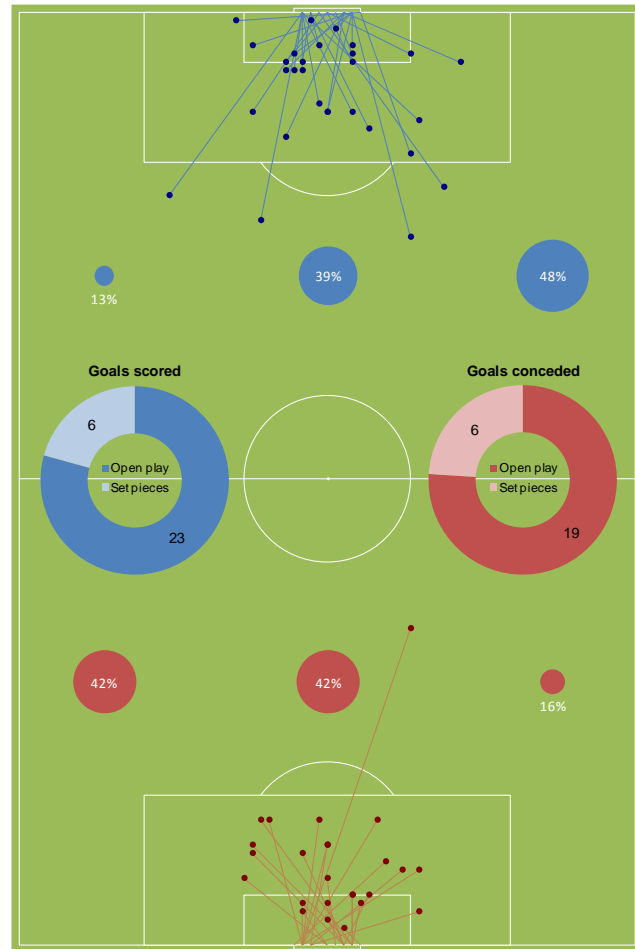 39%
48%
13%
Goals scored
Goals conceded
6
6
Open play
Open play
Set pieces
Set pieces
23
19
42%
42%
16%